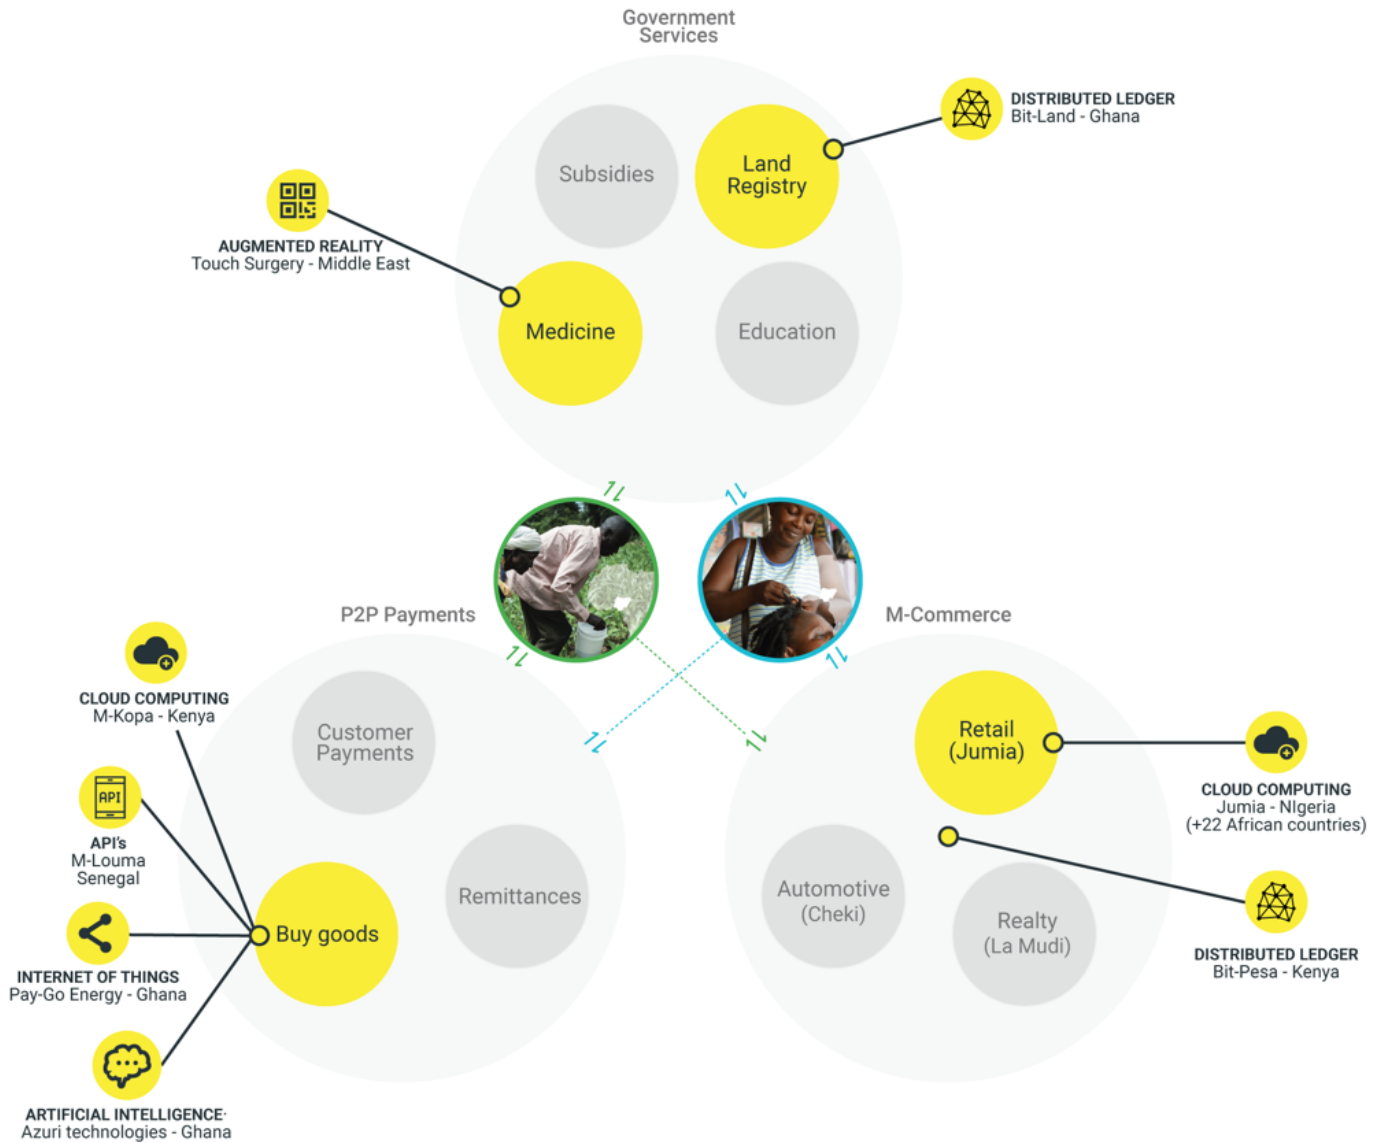 Government
Services
DISTRIBUTED LEDGER
Bit-Land - Ghana
Subsidies
Land
Registry
AUGMENTED REALITY
Touch Surgery - Middle East
Medicine
Education
P2P Payments
M-Commerce
CLOUD COMPUTING
M-Kopa - Kenya
Customer
Payments
API
API's
M-Louma
Senegal
Remittances
Buy goods
INTERNET OF THINGS
Pay-Go Energy - Ghana
ARTIFICIAL INTELLIGENCE·
Azuri technologies - Ghana
Retail
(Jumia)
CLOUD COMPUTING
Jumia - NIgeria
(+22 African countries)
Automotive
(Cheki)
Realty
(La Mudi)
DISTRIBUTED LEDGER
Bit-Pesa - Kenya